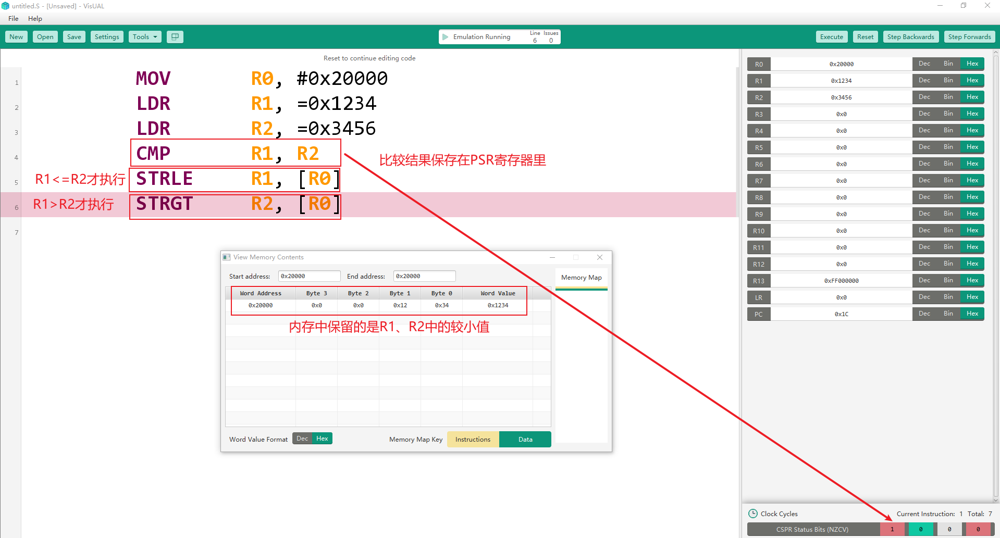 untitled.S - [Unsaved] - VisUAL
File Help
New Open Save Settings Tools
Emulation Running Line 6 Issues 0
Execute Reset Step Backwards Step Forwards
Reset to continue editing code
1 MOV R0, #0x20000
2 LDR R1, =0x1234
3 LDR R2, =0x3456
4 CMP R1, R2
比较结果保存在PSR寄存器里
R1<=R2才执行
5 STRLE R1, [R0]
R1>R2才执行
6 STRGT R2, [R0]
7
View Memory Contents
Start address: 0x20000 End address: 0x20000
Memory Map
Word Address Byte 3 Byte 2 Byte 1 Byte 0 Word Value
0x20000 0x0 0x0 0x12 0x34 0x1234
内存中保留的是R1、R2中的较小值
Word Value Format Dec Hex Memory Map Key Instructions Data
R0 0x20000 Dec Bin Hex
R1 0x1234 Dec Bin Hex
R2 0x3456 Dec Bin Hex
R3 0x0 Dec Bin Hex
R4 0x0 Dec Bin Hex
R5 0x0 Dec Bin Hex
R6 0x0 Dec Bin Hex
R7 0x0 Dec Bin Hex
R8 0x0 Dec Bin Hex
R9 0x0 Dec Bin Hex
R10 0x0 Dec Bin Hex
R11 0x0 Dec Bin Hex
R12 0x0 Dec Bin Hex
R13 0xFF000000 Dec Bin Hex
LR 0x0 Dec Bin Hex
PC 0x1C Dec Bin Hex
Clock Cycles Current Instruction: 1 Total: 7
CSPR Status Bits (NZCV) 1 0 0 0